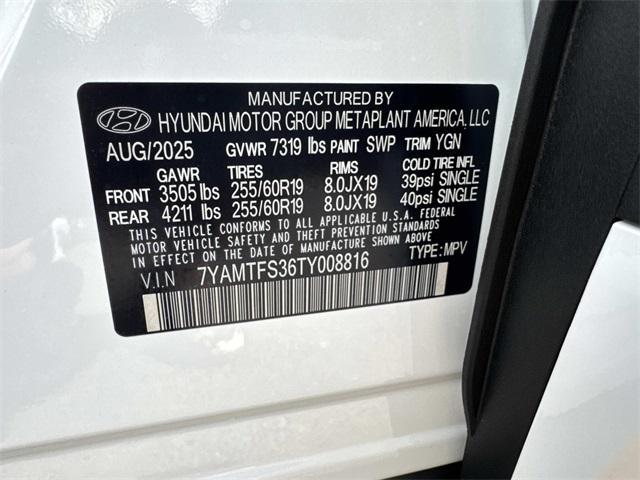 MANUFACTURED BY
HYUNDAI MOTOR GROUP METAPLANT AMERICA, LLC
AUG/2025 GVWR 7319 lbs PAINT SWP TRIM YGN
GAWR TIRES RIMS COLD TIRE INFL
FRONT 3505 lbs 255/60R19 8.0JX19 39psi SINGLE
REAR 4211 lbs 255/60R19 8.0JX19 40psi SINGLE
THIS VEHICLE CONFORMS TO ALL APPLICABLE U.S.A. FEDERAL
MOTOR VEHICLE SAFETY AND THEFT PREVENTION STANDARDS
IN EFFECT ON THE DATE OF MANUFACTURE SHOWN ABOVE.
V.I.N 7YAMTFS36TY008816 TYPE: MPV